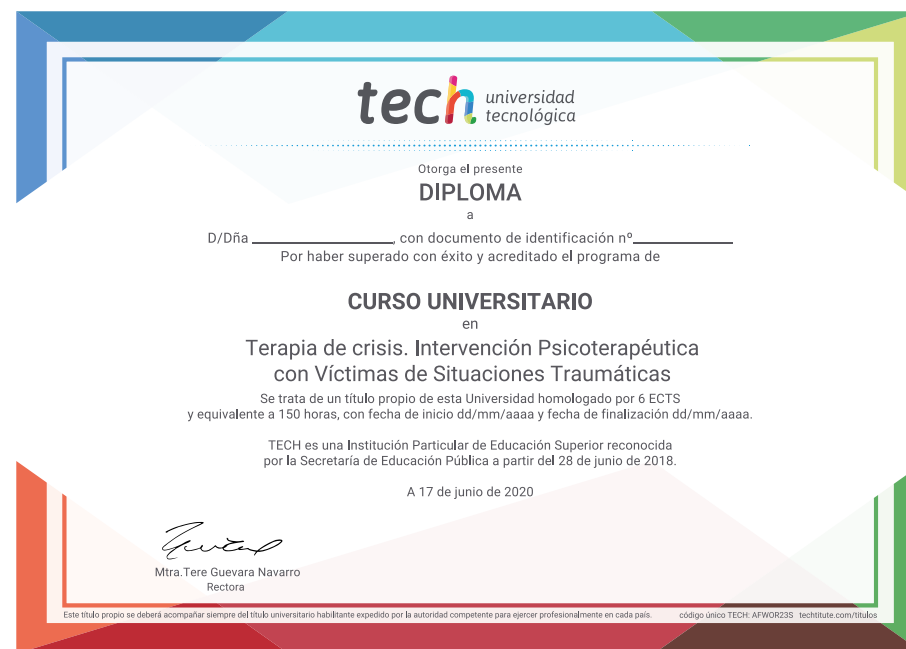 tech universidad
tecnológica
Otorga el presente
DIPLOMA
a
D/Dña ____________________, con documento de identificación nº______________
Por haber superado con éxito y acreditado el programa de
CURSO UNIVERSITARIO
en
Terapia de crisis. Intervención Psicoterapéutica
con Víctimas de Situaciones Traumáticas
Se trata de un título propio de esta Universidad homologado por 6 ECTS
y equivalente a 150 horas, con fecha de inicio dd/mm/aaaa y fecha de finalización dd/mm/aaaa.
TECH es una Institución Particular de Educación Superior reconocida
por la Secretaría de Educación Pública a partir del 28 de junio de 2018.
A 17 de junio de 2020
Mtra.Tere Guevara Navarro
Rectora
Este título propio se deberá acompañar siempre del título universitario habilitante expedido por la autoridad competente para ejercer profesionalmente en cada país. código único TECH: AFWOR23S techtitute.com/titulos